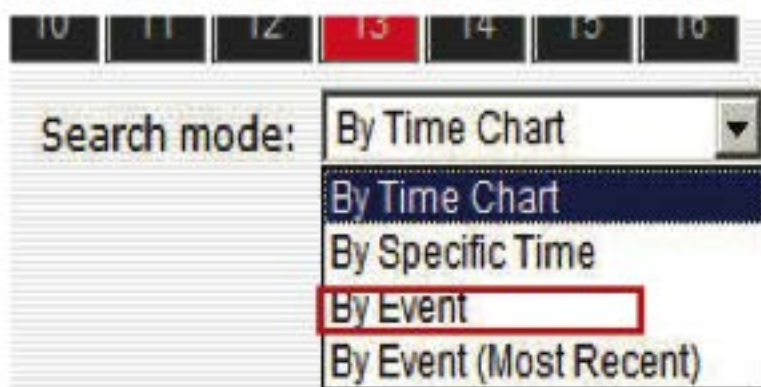 10 11 12 13 14 15 16
Search mode: By Time Chart
By Time Chart
By Specific Time
By Event
By Event (Most Recent)